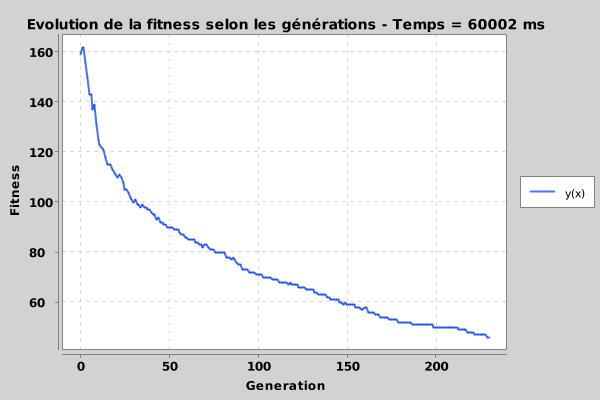 Evolution de la fitness selon les générations - Temps = 60002 ms
160
140
120
100
80
60
Fitness
0 50 100 150 200
Generation
y(x)